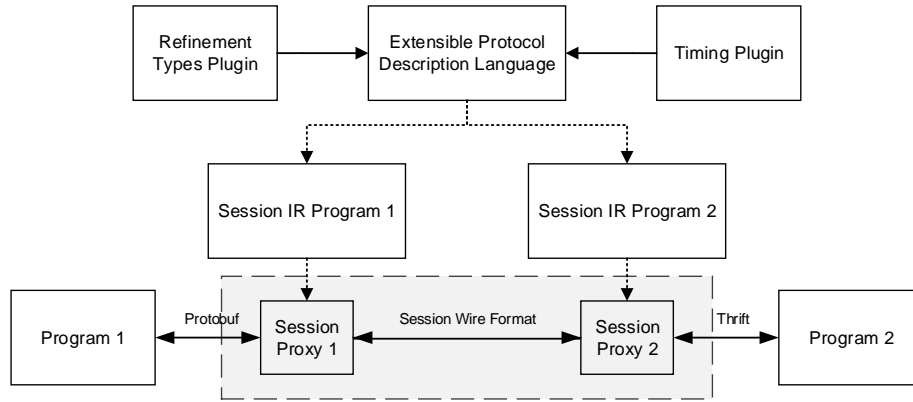 Refinement
Types Plugin
Extensible Protocol
Description Language
Timing Plugin
Session IR Program 1
Session IR Program 2
Program 1
Protobuf
Session
Proxy 1
Session Wire Format
Session
Proxy 2
Thrift
Program 2